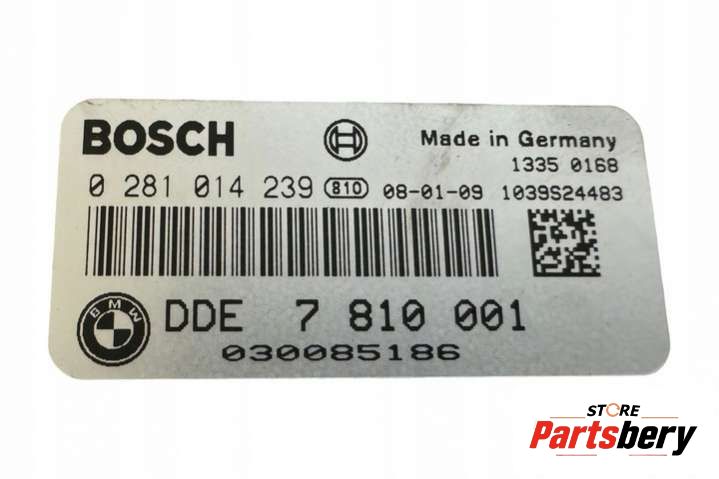 BOSCH Made in Germany
1335 0168
0 281 014 239 810 08-01-09 1039S24483
BMW DDE 7 810 001
030085186
STORE
Partsbery